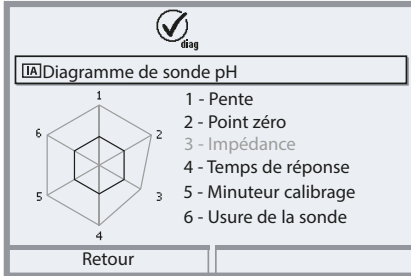 diag
IA Diagramme de sonde pH
1
2
3
4
5
6
1 - Pente
2 - Point zéro
3 - Impédance
4 - Temps de réponse
5 - Minuteur calibrage
6 - Usure de la sonde
Retour